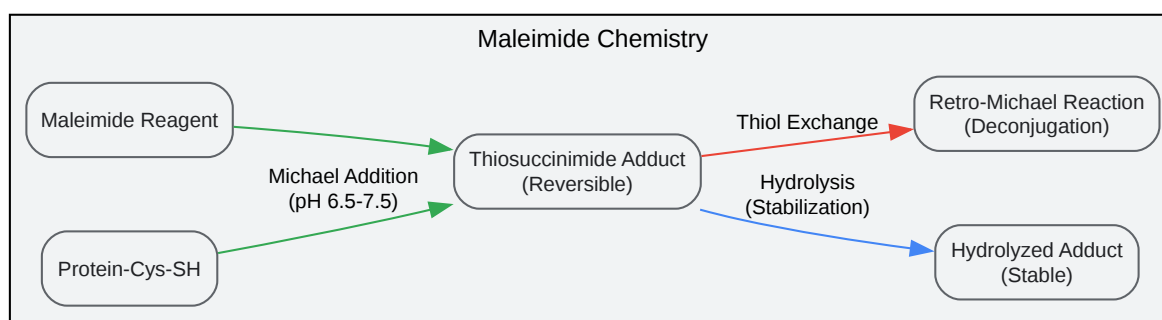 Maleimide Chemistry
Maleimide Reagent
Protein-Cys-SH
Michael Addition
(pH 6.5-7.5)
Thiosuccinimide Adduct
(Reversible)
Thiol Exchange
Retro-Michael Reaction
(Deconjugation)
Hydrolysis
(Stabilization)
Hydrolyzed Adduct
(Stable)